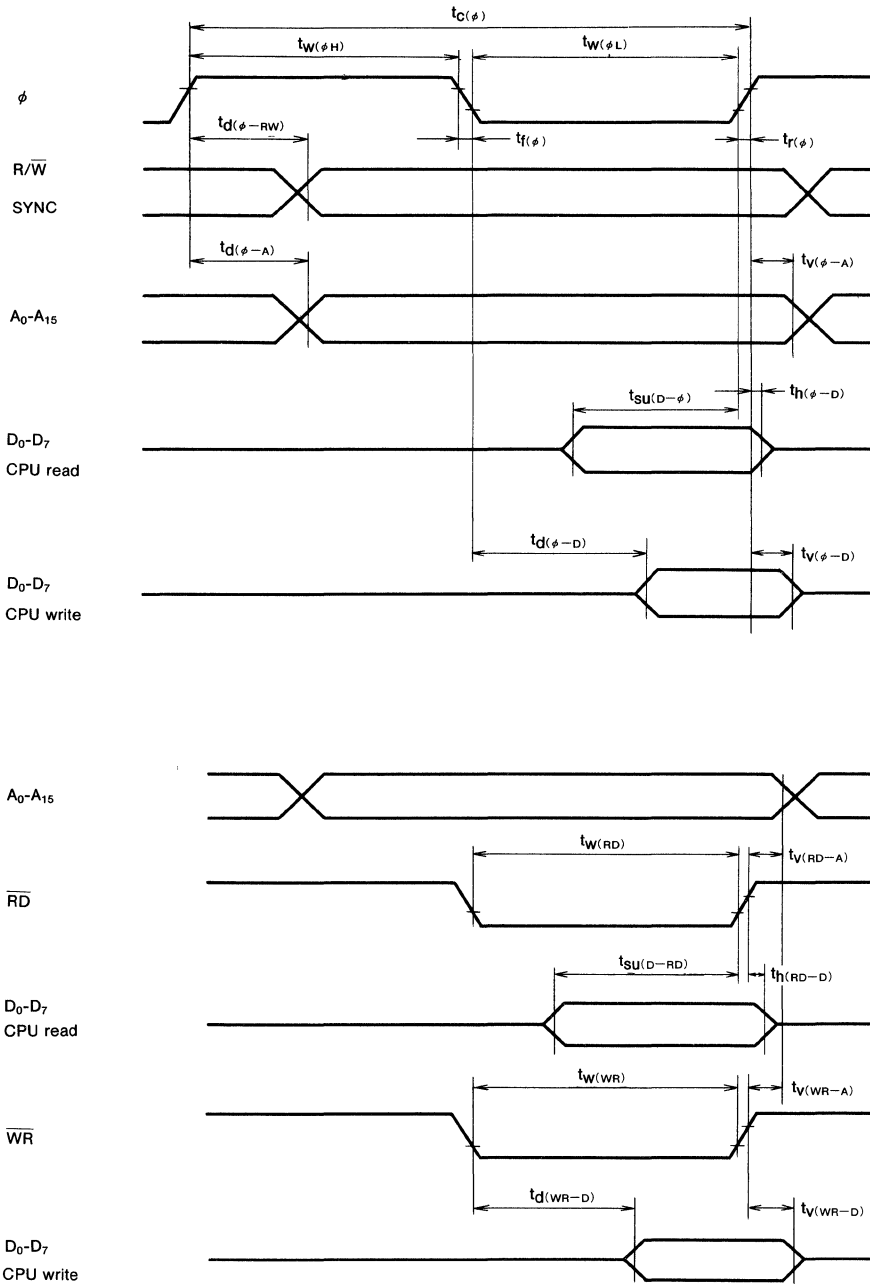 tc(ϕ)
tw(ϕH) tw(ϕL)
ϕ
td(ϕ−RW) tf(ϕ) tr(ϕ)
R/W̅
SYNC
td(ϕ−A) tv(ϕ−A)
A₀-A₁₅
tsu(D−ϕ) th(ϕ−D)
D₀-D₇
CPU read
td(ϕ−D) tv(ϕ−D)
D₀-D₇
CPU write
A₀-A₁₅
tw(RD) tv(RD−A)
R̅D̅
tsu(D−RD) th(RD−D)
D₀-D₇
CPU read
tw(WR) tv(WR−A)
W̅R̅
td(WR−D) tv(WR−D)
D₀-D₇
CPU write